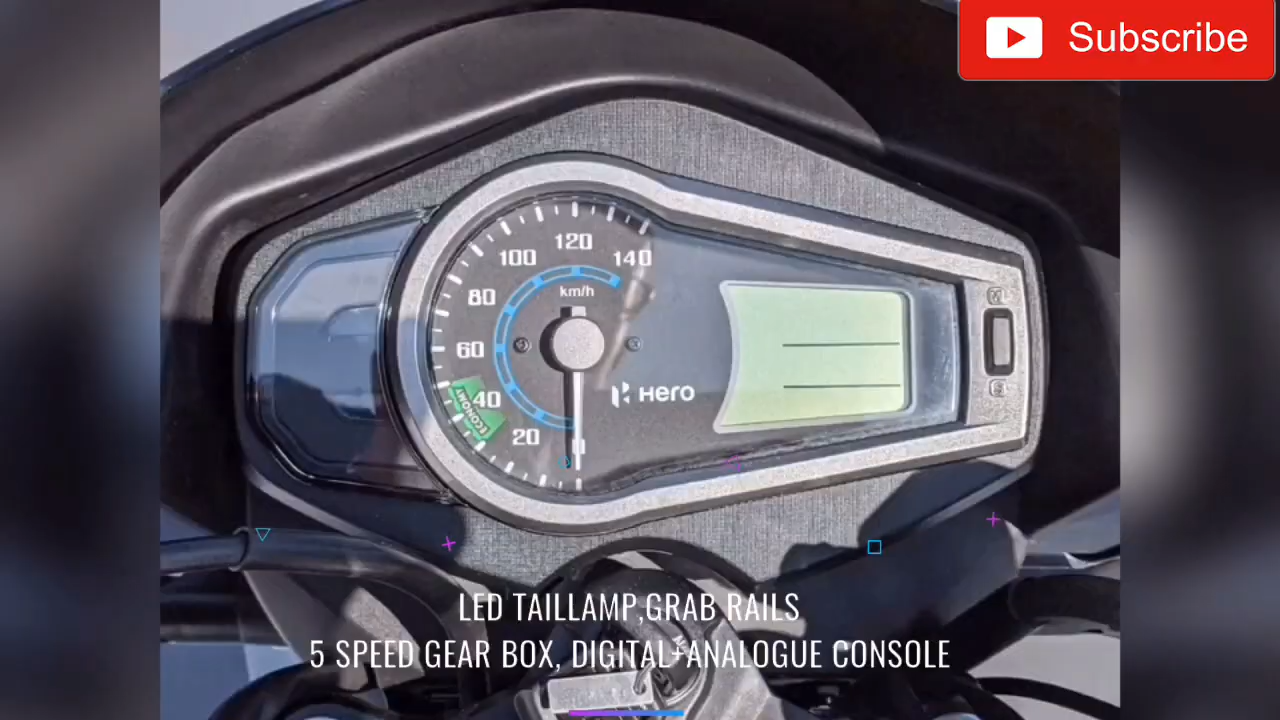 Subscribe
120
100
140
km/h
80
60
Hero
40
ECONOMY
20
0
LED TAILLAMP,GRAB RAILS
5 SPEED GEAR BOX, DIGITAL+ANALOGUE CONSOLE